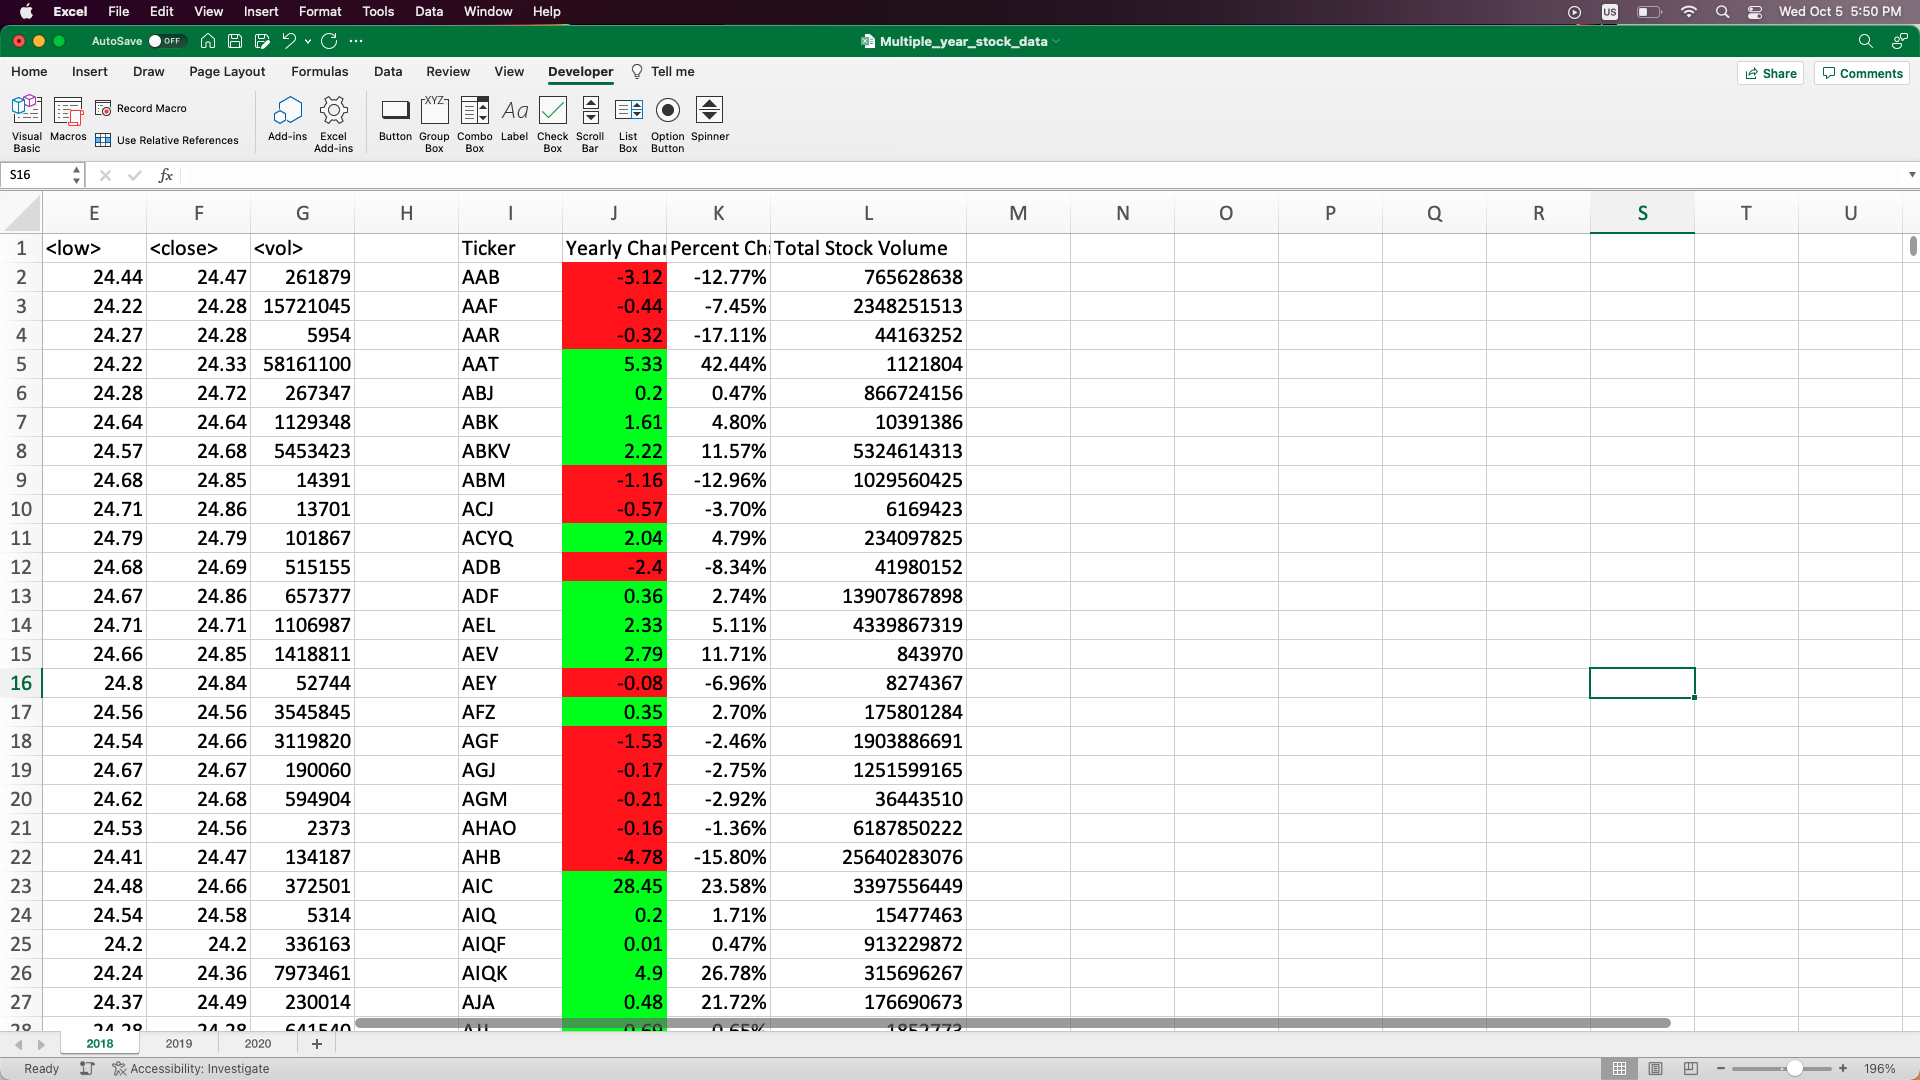 Excel File Edit View Insert Format Tools Data Window Help US Wed Oct 5 5:50 PM
AutoSave OFF Multiple_year_stock_data
Home Insert Draw Page Layout Formulas Data Review View Developer Tell me Share Comments
Visual Basic Macros Record Macro Use Relative References Add-ins Excel Add-ins Button XYZ Group Box Combo Box Aa Label Check Box Scroll Bar List Box Option Button Spinner
S16 fx
E F G H I J K L M N O P Q R S T U
1 <low> <close> <vol> Ticker Yearly Char Percent Ch Total Stock Volume
2 24.44 24.47 261879 AAB -3.12 -12.77% 765628638
3 24.22 24.28 15721045 AAF -0.44 -7.45% 2348251513
4 24.27 24.28 5954 AAR -0.32 -17.11% 44163252
5 24.22 24.33 58161100 AAT 5.33 42.44% 1121804
6 24.28 24.72 267347 ABJ 0.2 0.47% 866724156
7 24.64 24.64 1129348 ABK 1.61 4.80% 10391386
8 24.57 24.68 5453423 ABKV 2.22 11.57% 5324614313
9 24.68 24.85 14391 ABM -1.16 -12.96% 1029560425
10 24.71 24.86 13701 ACJ -0.57 -3.70% 6169423
11 24.79 24.79 101867 ACYQ 2.04 4.79% 234097825
12 24.68 24.69 515155 ADB -2.4 -8.34% 41980152
13 24.67 24.86 657377 ADF 0.36 2.74% 13907867898
14 24.71 24.71 1106987 AEL 2.33 5.11% 4339867319
15 24.66 24.85 1418811 AEV 2.79 11.71% 843970
16 24.8 24.84 52744 AEY -0.08 -6.96% 8274367
17 24.56 24.56 3545845 AFZ 0.35 2.70% 175801284
18 24.54 24.66 3119820 AGF -1.53 -2.46% 1903886691
19 24.67 24.67 190060 AGJ -0.17 -2.75% 1251599165
20 24.62 24.68 594904 AGM -0.21 -2.92% 36443510
21 24.53 24.56 2373 AHAO -0.16 -1.36% 6187850222
22 24.41 24.47 134187 AHB -4.78 -15.80% 25640283076
23 24.48 24.66 372501 AIC 28.45 23.58% 3397556449
24 24.54 24.58 5314 AIQ 0.2 1.71% 15477463
25 24.2 24.2 336163 AIQF 0.01 0.47% 913229872
26 24.24 24.36 7973461 AIQK 4.9 26.78% 315696267
27 24.37 24.49 230014 AJA 0.48 21.72% 176690673
2018 2019 2020 +
Ready Accessibility: Investigate 196%